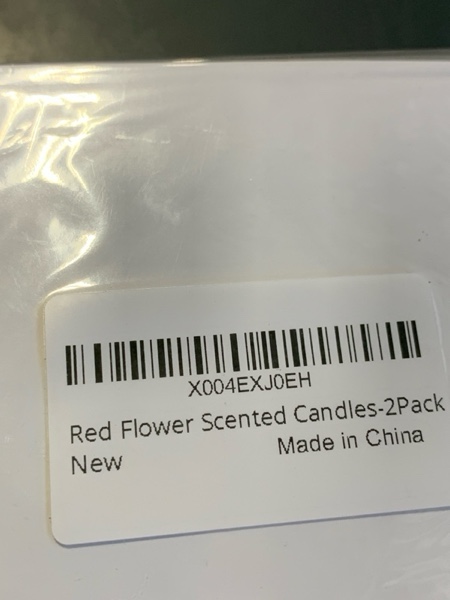 X004EXJ0EH
Red Flower Scented Candles-2Pack
New
Made in China